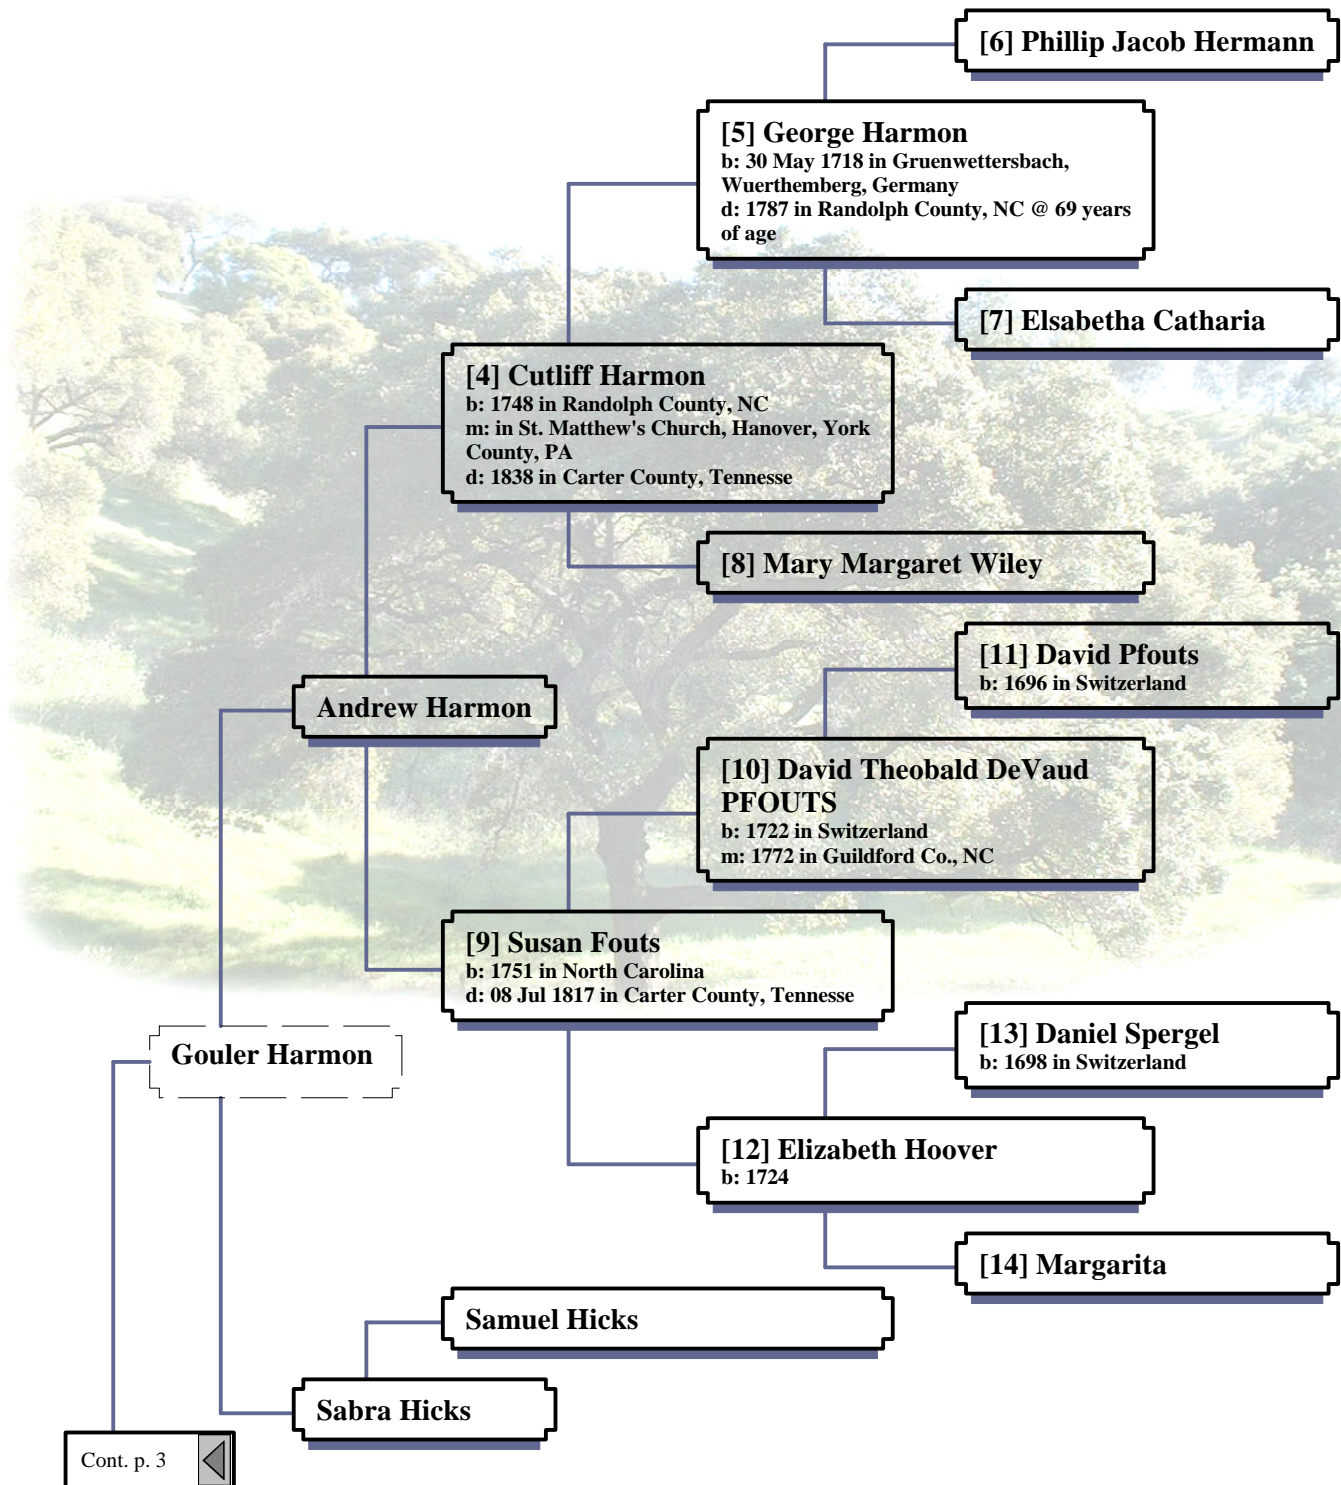 [6] Phillip Jacob Hermann
[5] George Harmon
b: 30 May 1718 in Gruenwettersbach,
Wuerthemberg, Germany
d: 1787 in Randolph County, NC @ 69 years
of age
[7] Elsabetha Catharia
[4] Cutliff Harmon
b: 1748 in Randolph County, NC
m: in St. Matthew's Church, Hanover, York
County, PA
d: 1838 in Carter County, Tennesse
[8] Mary Margaret Wiley
[11] David Pfouts
b: 1696 in Switzerland
Andrew Harmon
[10] David Theobald DeVaud
PFOUTS
b: 1722 in Switzerland
m: 1772 in Guildford Co., NC
[9] Susan Fouts
b: 1751 in North Carolina
d: 08 Jul 1817 in Carter County, Tennesse
[13] Daniel Spergel
b: 1698 in Switzerland
Gouler Harmon
[12] Elizabeth Hoover
b: 1724
[14] Margarita
Samuel Hicks
Sabra Hicks
Cont. p. 3